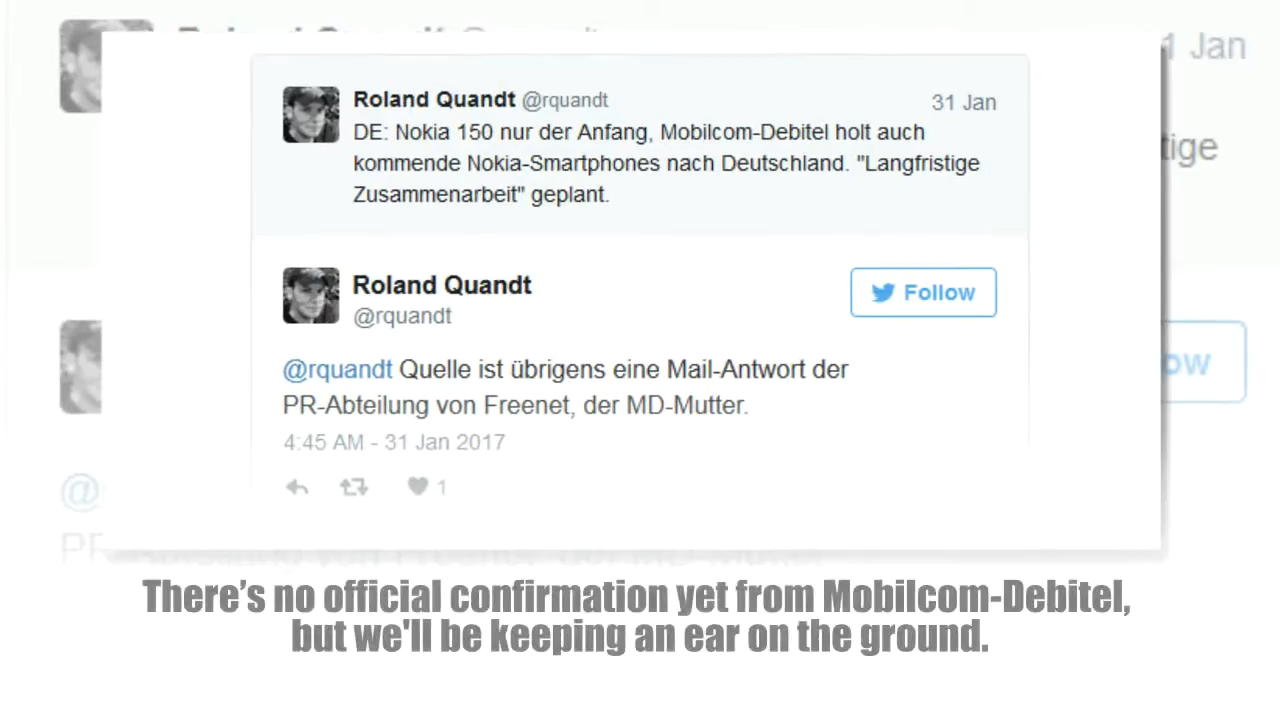 Roland Quandt @rquandt
31 Jan
DE: Nokia 150 nur der Anfang, Mobilcom-Debitel holt auch
kommende Nokia-Smartphones nach Deutschland. "Langfristige
Zusammenarbeit" geplant.
Roland Quandt
@rquandt
Follow
@rquandt Quelle ist übrigens eine Mail-Antwort der
PR-Abteilung von Freenet, der MD-Mutter.
4:45 AM - 31 Jan 2017
1
There’s no official confirmation yet from Mobilcom-Debitel,
but we'll be keeping an ear on the ground.